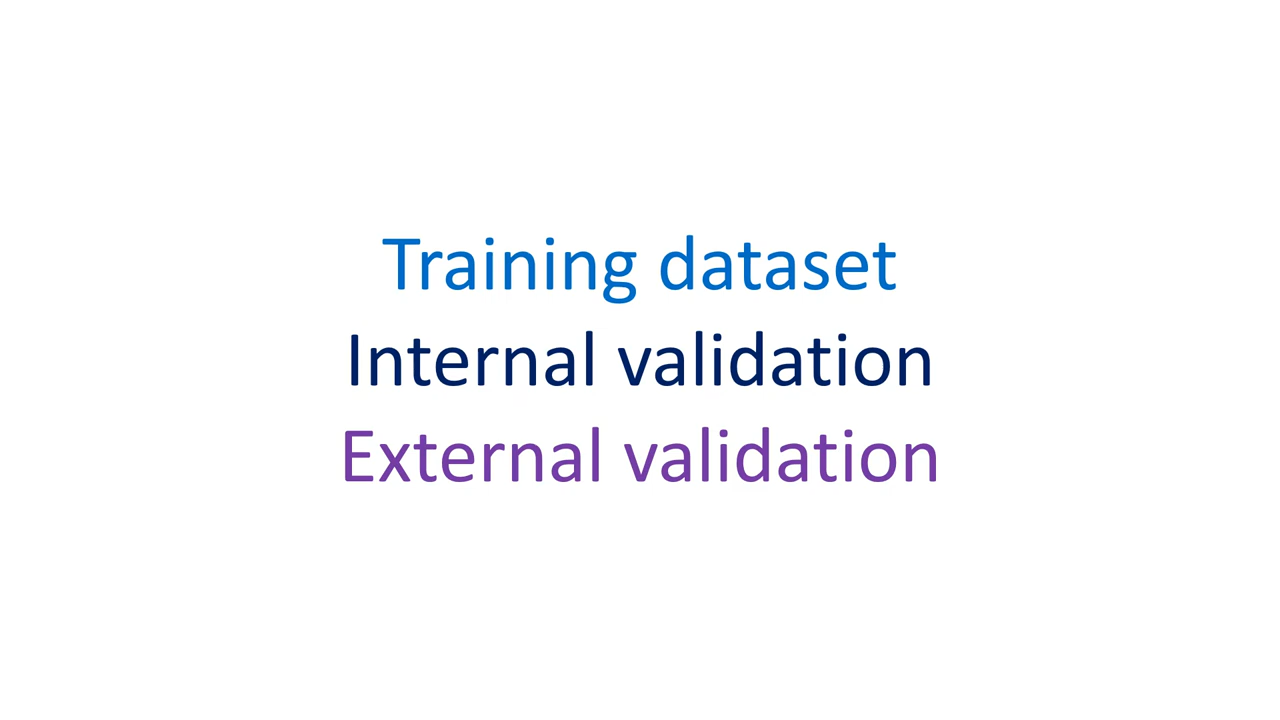 Training dataset
Internal validation
External validation